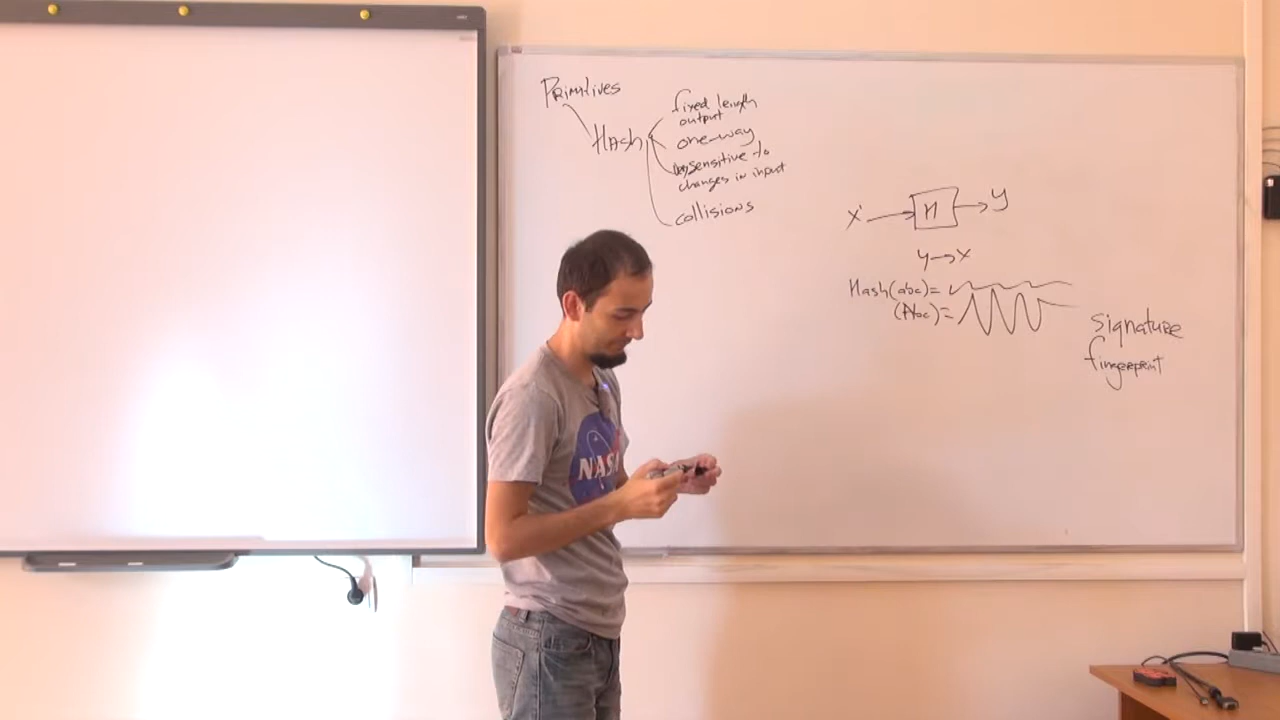 Primitives
Hash
fixed length
output
one-way
sensitive to
changes in input
collisions
X → H → y
y → x
Hash(abc)=
(Abc)=
signature
fingerprint
NASA